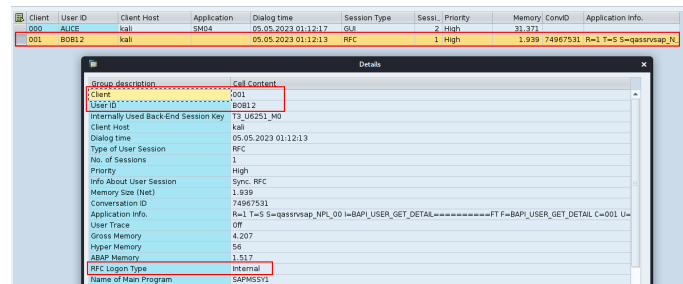 Client User ID Client Host Application Dialog time Session Type Sessi.. Priority Memory ConvID Application Info.
000 ALICE kali SM04 05.05.2023 01:12:17 GUI 2 High 31.371
001 BOB12 kali 05.05.2023 01:12:13 RFC 1 High 1.939 74967531 R=1 T=S S=qassrvsap_N_
Details
Group description Cell Content
Client 001
User ID BOB12
Internally Used Back-End Session Key T3_U6251_M0
Client Host kali
Dialog time 05.05.2023 01:12:13
Type of User Session RFC
No. of Sessions 1
Priority High
Info About User Session Sync. RFC
Memory Size (Net) 1.939
Conversation ID 74967531
Application Info. R=1 T=S S=qassrvsap_NPL_00 I=BAPI_USER_GET_DETAIL==========FT F=BAPI_USER_GET_DETAIL C=001 U=
User Trace Off
Gross Memory 4.207
Hyper Memory 56
ABAP Memory 1.517
RFC Logon Type Internal
Name of Main Program SAPMSSY1